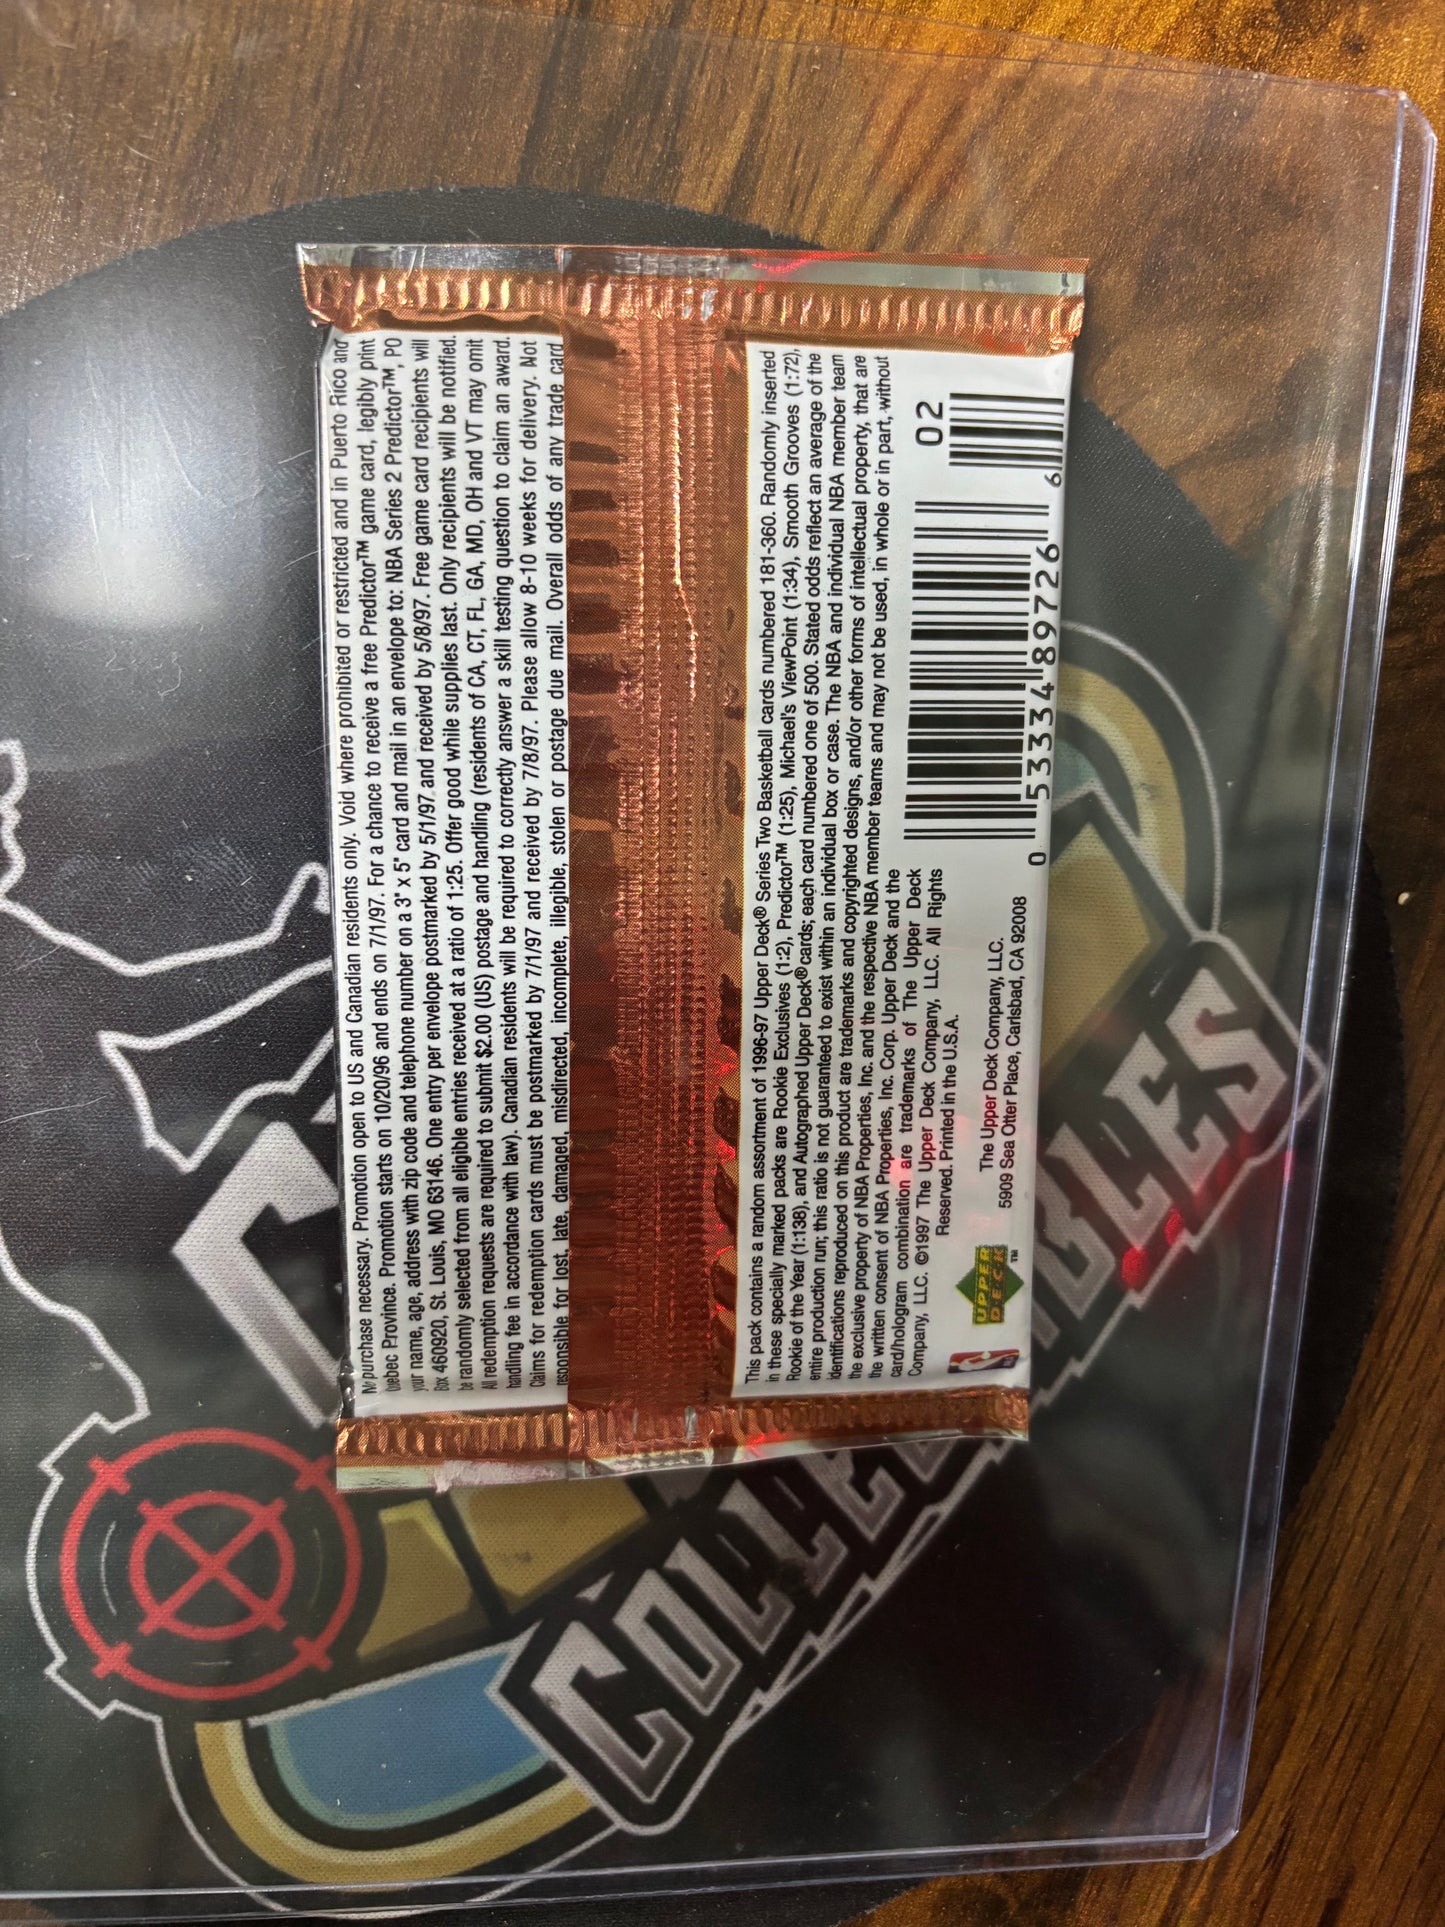 purchase necessary. Promotion open to US and Canadian residents only. Void where prohibited or restricted and in Puerto Rico and
Province. Promotion starts on 10/20/96 and ends on 7/1/97. For a chance to receive a free Predictor™ game card, legibly print
your name, age, address with zip code and telephone number on a 3" x 5" card and mail in an envelope to: NBA Series 2 Predictor™, PO
Box 460920, St. Louis, MO 63146. One entry per envelope postmarked by 5/1/97 and received by 5/8/97. Free game card recipients will
be randomly selected from all eligible entries received at a ratio of 1:25. Offer good while supplies last. Only recipients will be notified.
All redemption requests are required to submit $2.00 (US) postage and handling (residents of CA, CT, FL, GA, MD, OH and VT may omit
handling fee in accordance with law). Canadian residents will be required to correctly answer a skill testing question to claim an award.
Claims for redemption cards must be postmarked by 7/1/97 and received by 7/8/97. Please allow 8-10 weeks for delivery. Not
responsible for lost, late, damaged, misdirected, incomplete, illegible, stolen or postage due mail. Overall odds of any trade card
This pack contains a random assortment of 1996-97 Upper Deck® Series Two Basketball cards numbered 181-360. Randomly inserted
in these specially marked packs are Rookie Exclusives (1:2), Predictor™ (1:25), Michael's ViewPoint (1:34), Smooth Grooves (1:72),
Rookie of the Year (1:138), and Autographed Upper Deck® cards; each card numbered one of 500. Stated odds reflect an average of the
entire production run; this ratio is not guaranteed to exist within an individual box or case. The NBA and individual NBA member team
identifications reproduced on this product are trademarks and copyrighted designs, and/or other forms of intellectual property, that are
the exclusive property of NBA Properties, Inc. and the respective NBA member teams and may not be used, in whole or in part, without
the written consent of NBA Properties, Inc. Corp. Upper Deck and the
card/hologram combination are trademarks of The Upper Deck
Company, LLC. ©1997 The Upper Deck Company, LLC. All Rights
Reserved. Printed in the U.S.A.
UPPER
DECK ™
The Upper Deck Company, LLC.
5909 Sea Otter Place, Carlsbad, CA 92008
02
0 53334 89726 6
COLLE
BLES